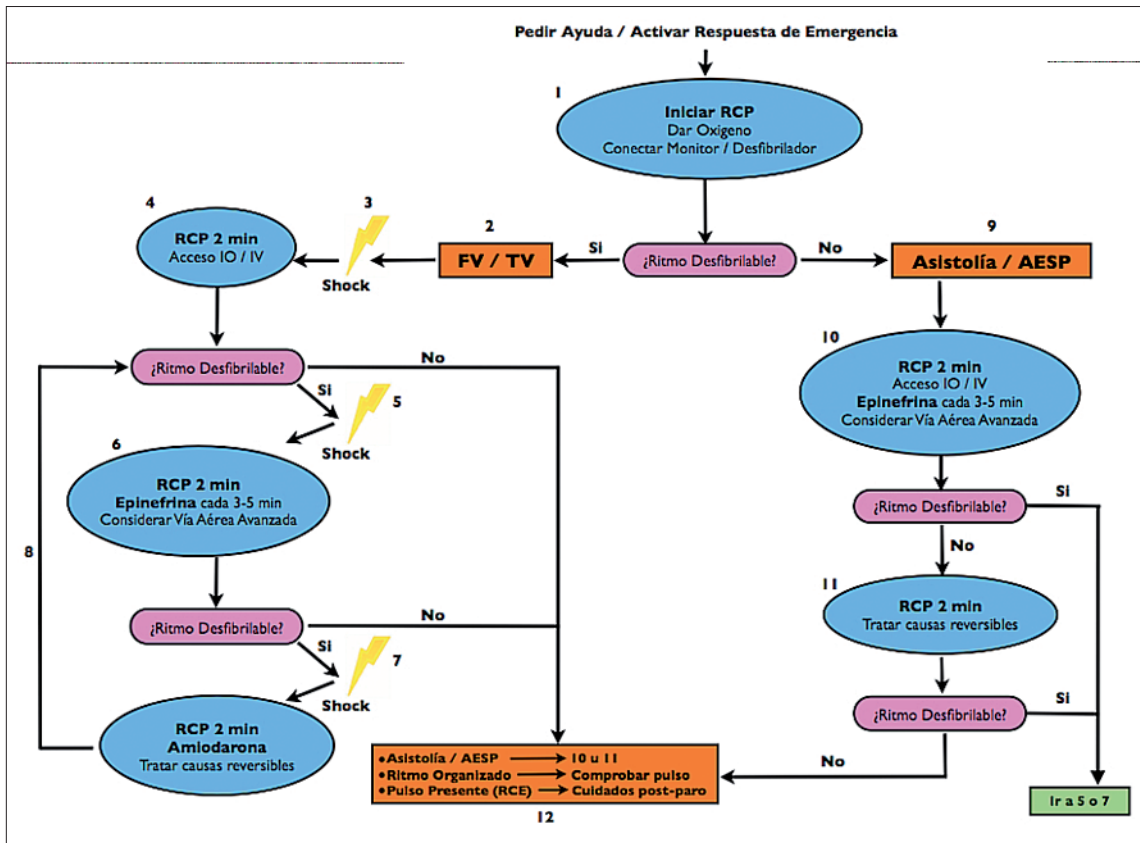 Pedir Ayuda / Activar Respuesta de Emergencia
1
Iniciar RCP
Dar Oxigeno
Conectar Monitor / Desfibrilador
¿Ritmo Desfibrilable?
Si
No
2
FV / TV
3
Shock
4
RCP 2 min
Acceso IO / IV
¿Ritmo Desfibrilable?
No
Si
5
Shock
6
RCP 2 min
Epinefrina cada 3-5 min
Considerar Vía Aérea Avanzada
8
¿Ritmo Desfibrilable?
No
Si
7
Shock
RCP 2 min
Amiodarona
Tratar causas reversibles
9
Asistolía / AESP
10
RCP 2 min
Acceso IO / IV
Epinefrina cada 3-5 min
Considerar Vía Aérea Avanzada
¿Ritmo Desfibrilable?
Si
No
11
RCP 2 min
Tratar causas reversibles
¿Ritmo Desfibrilable?
Si
No
Ir a 5 o 7
•Asistolía / AESP 10 u 11
•Ritmo Organizado Comprobar pulso
•Pulso Presente (RCE) Cuidados post-paro
12